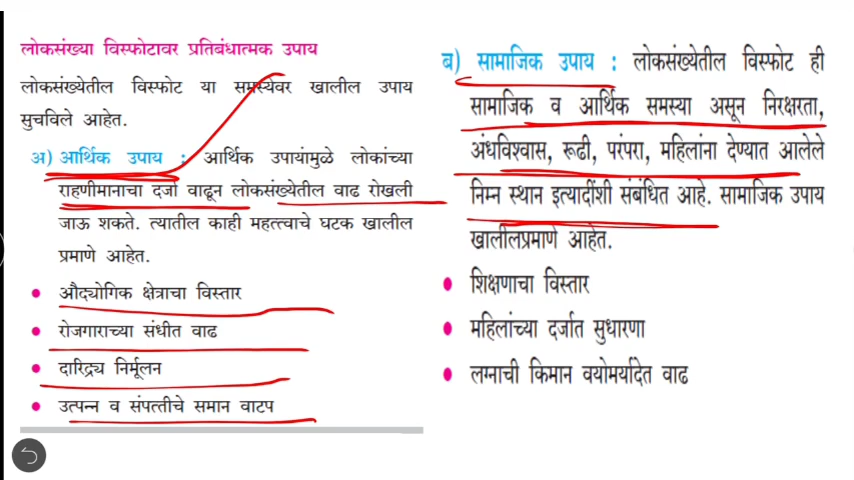 लोकसंख्या विस्फोटावर प्रतिबंधात्मक उपाय
लोकसंख्येतील विस्फोट या समस्येवर खालील उपाय
सुचविले आहेत.
अ) आर्थिक उपाय : आर्थिक उपायांमुळे लोकांच्या
राहणीमानाचा दर्जा वाढून लोकसंख्येतील वाढ रोखली
जाऊ शकते. त्यातील काही महत्त्वाचे घटक खालील
प्रमाणे आहेत.
• औद्योगिक क्षेत्राचा विस्तार
• रोजगाराच्या संधीत वाढ
• दारिद्र्य निर्मूलन
• उत्पन्न व संपत्तीचे समान वाटप
ब) सामाजिक उपाय : लोकसंख्येतील विस्फोट ही
सामाजिक व आर्थिक समस्या असून निरक्षरता,
अंधविश्वास, रूढी, परंपरा, महिलांना देण्यात आलेले
निम्न स्थान इत्यादींशी संबंधित आहे. सामाजिक उपाय
खालीलप्रमाणे आहेत.
• शिक्षणाचा विस्तार
• महिलांच्या दर्जात सुधारणा
• लग्नाची किमान वयोमर्यादेत वाढ